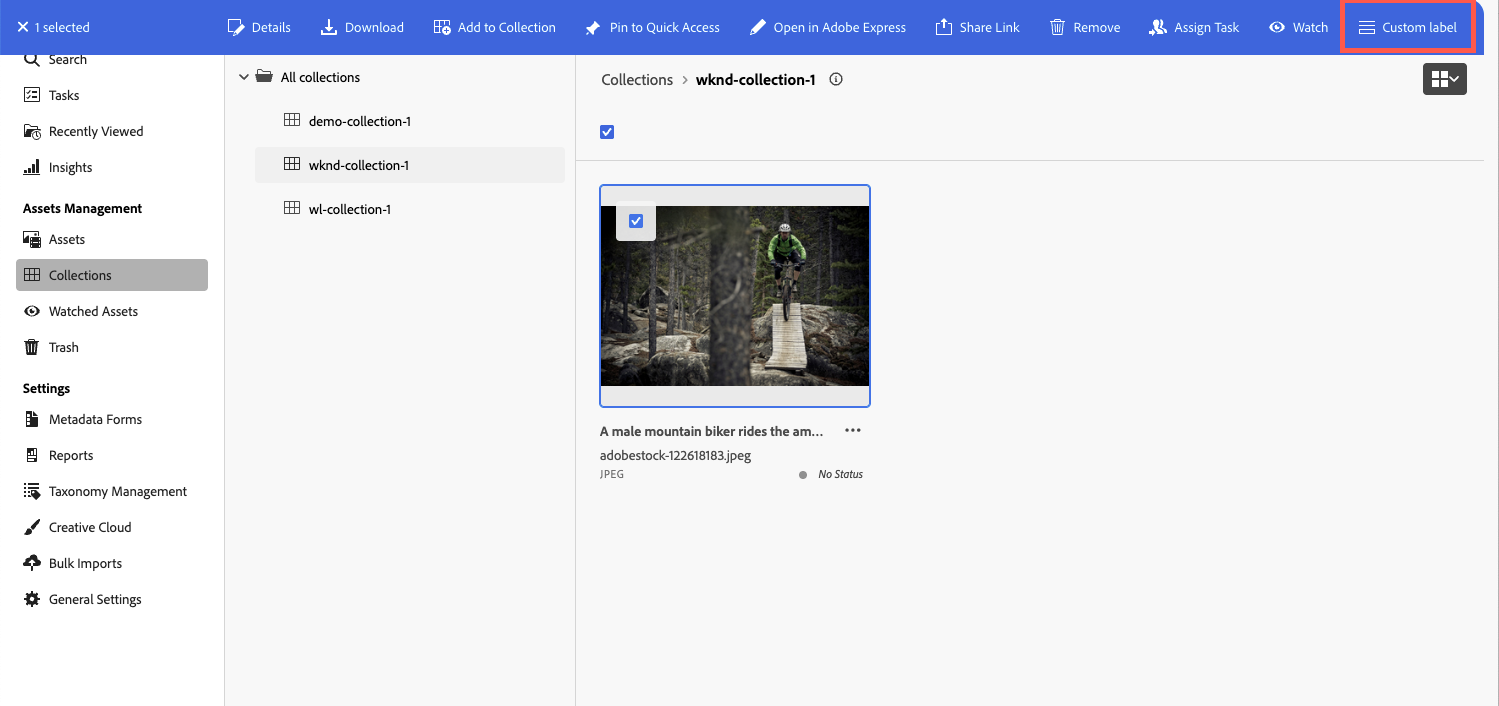 1 selected
Details
Download
Add to Collection
Pin to Quick Access
Open in Adobe Express
Share Link
Remove
Assign Task
Watch
Custom label
Search
Tasks
Recently Viewed
Insights
Assets Management
Assets
Collections
Watched Assets
Trash
Settings
Metadata Forms
Reports
Taxonomy Management
Creative Cloud
Bulk Imports
General Settings
All collections
demo-collection-1
wknd-collection-1
wl-collection-1
Collections > wknd-collection-1
A male mountain biker rides the am...
adobestock-122618183.jpeg
JPEG
No Status